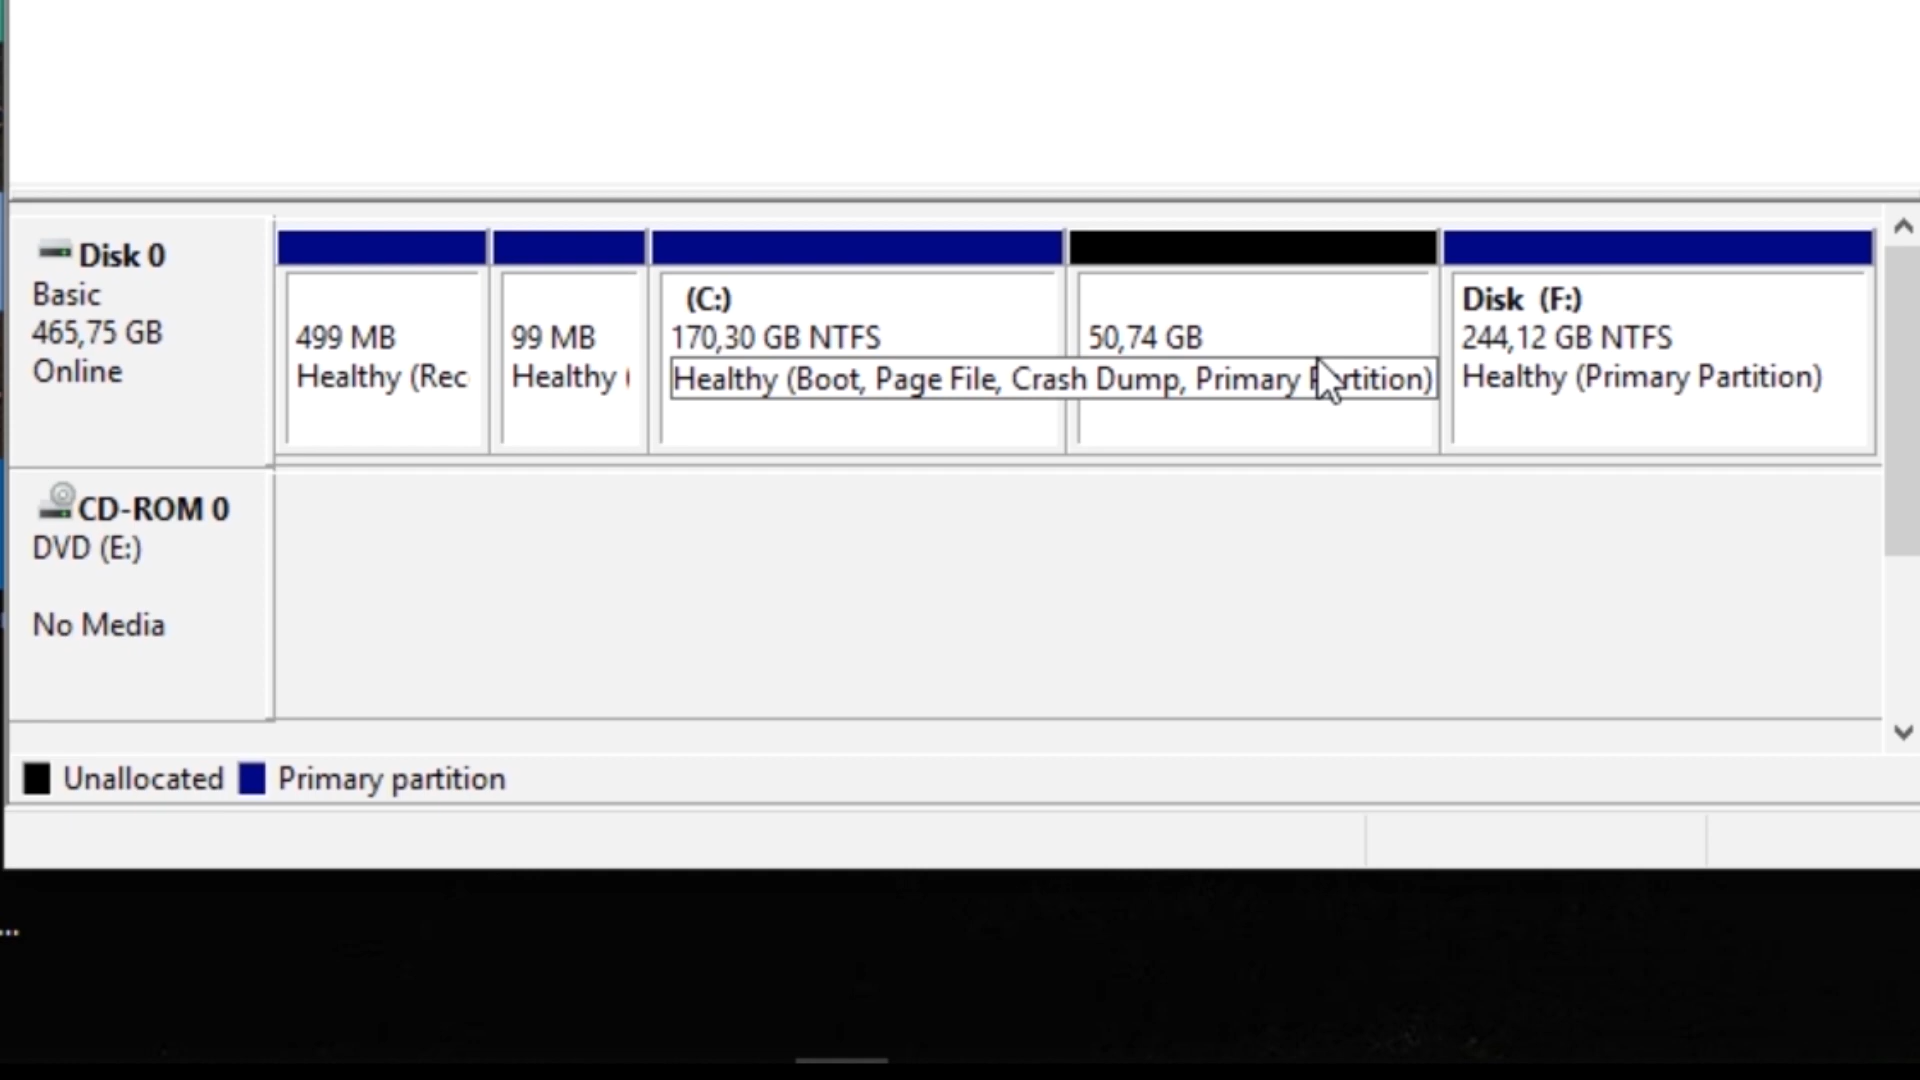 Disk 0
Basic
465,75 GB
Online
499 MB
Healthy (Rec
99 MB
Healthy (
(C:)
170,30 GB NTFS
Healthy (Boot, Page File, Crash Dump, Primary Partition)
50,74 GB
Disk (F:)
244,12 GB NTFS
Healthy (Primary Partition)
CD-ROM 0
DVD (E:)
No Media
Unallocated
Primary partition
...